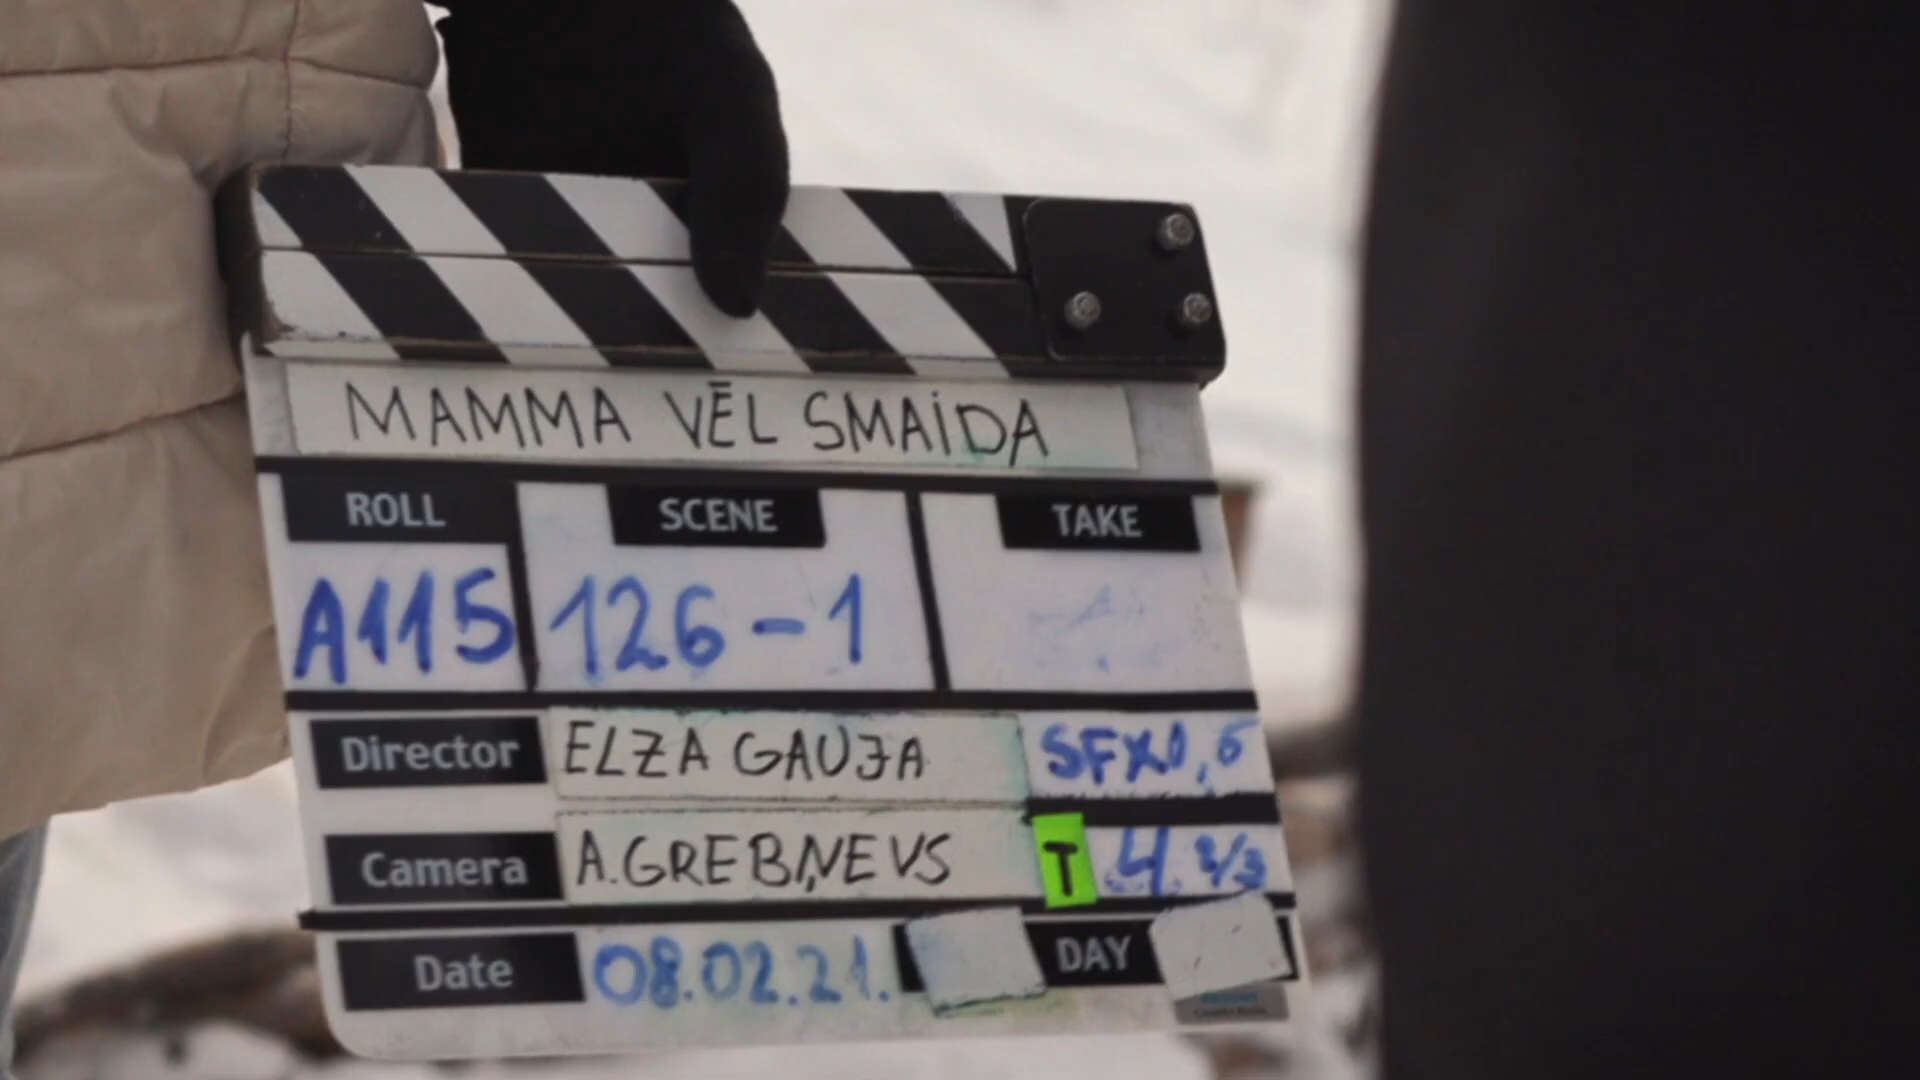 MAMMA VĒL SMAIDA
ROLL SCENE TAKE
A115 126-1
Director ELZA GAUJA
Camera A.GREBŅEVS T 4
Date 08.02.21. DAY